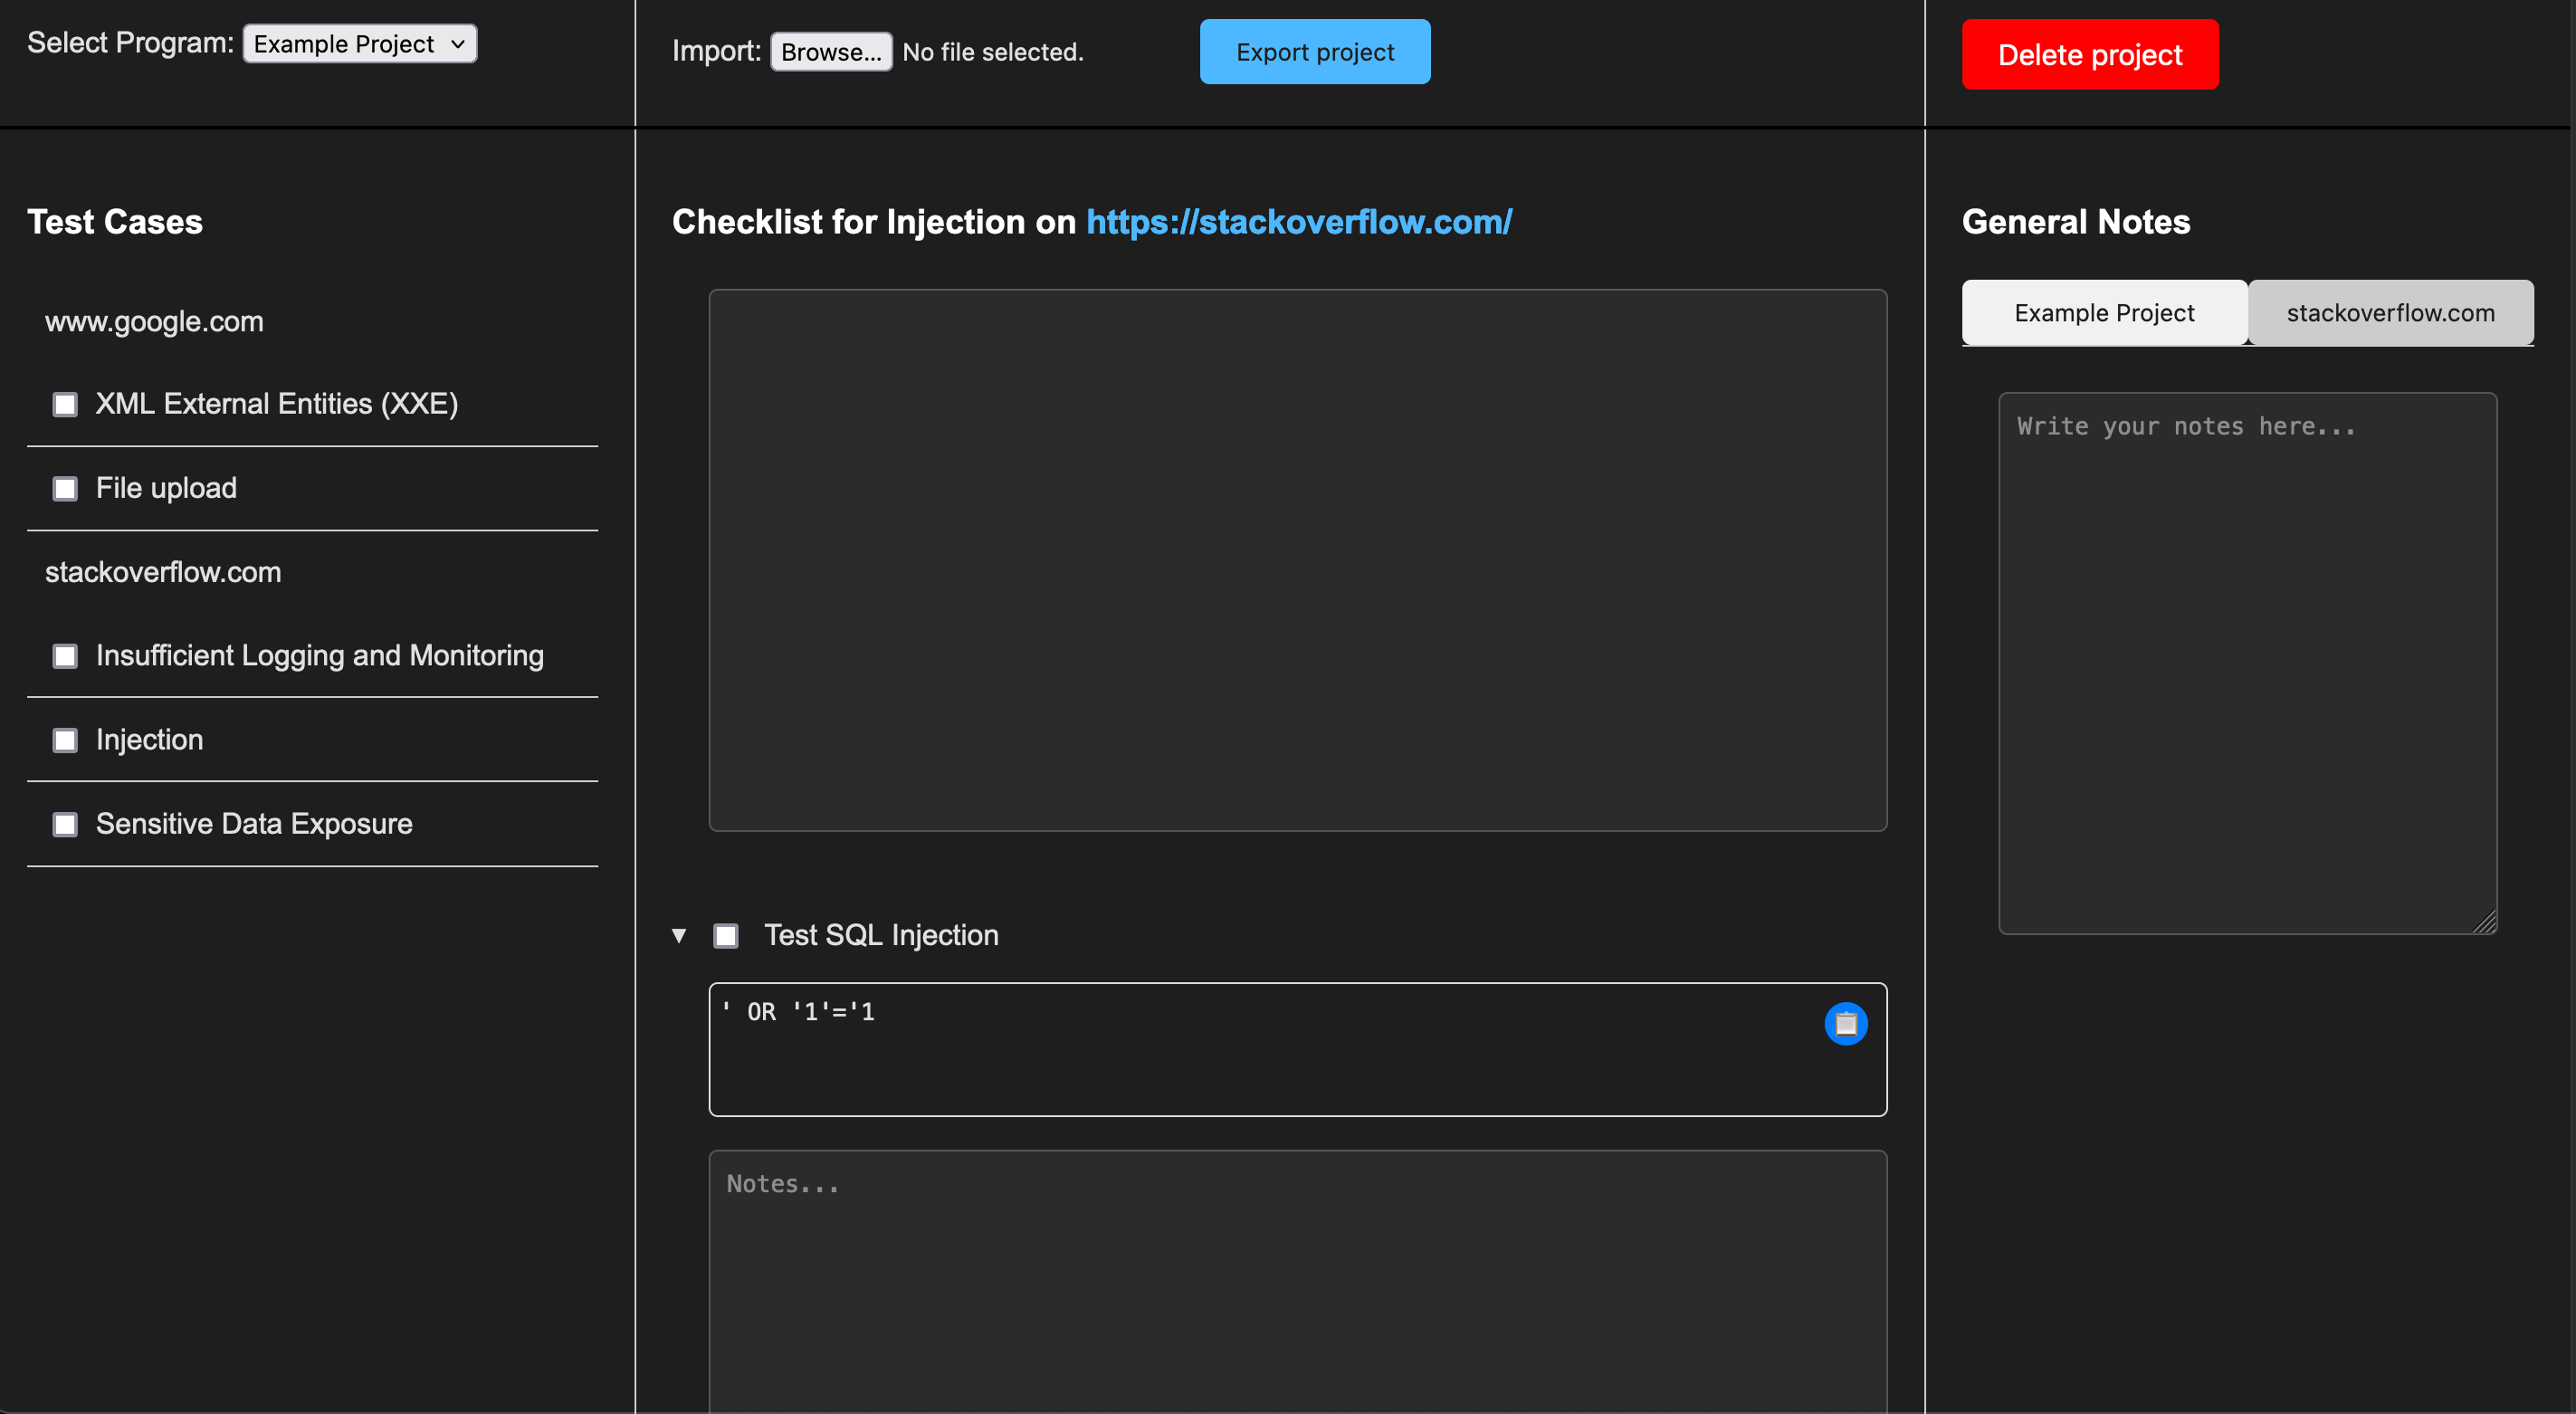 Select Program: Example Project
Import: Browse... No file selected.
Export project
Delete project
Test Cases
www.google.com
XML External Entities (XXE)
File upload
stackoverflow.com
Insufficient Logging and Monitoring
Injection
Sensitive Data Exposure
Checklist for Injection on https://stackoverflow.com/
▼ Test SQL Injection
' OR '1'='1
Notes...
General Notes
Example Project
stackoverflow.com
Write your notes here...